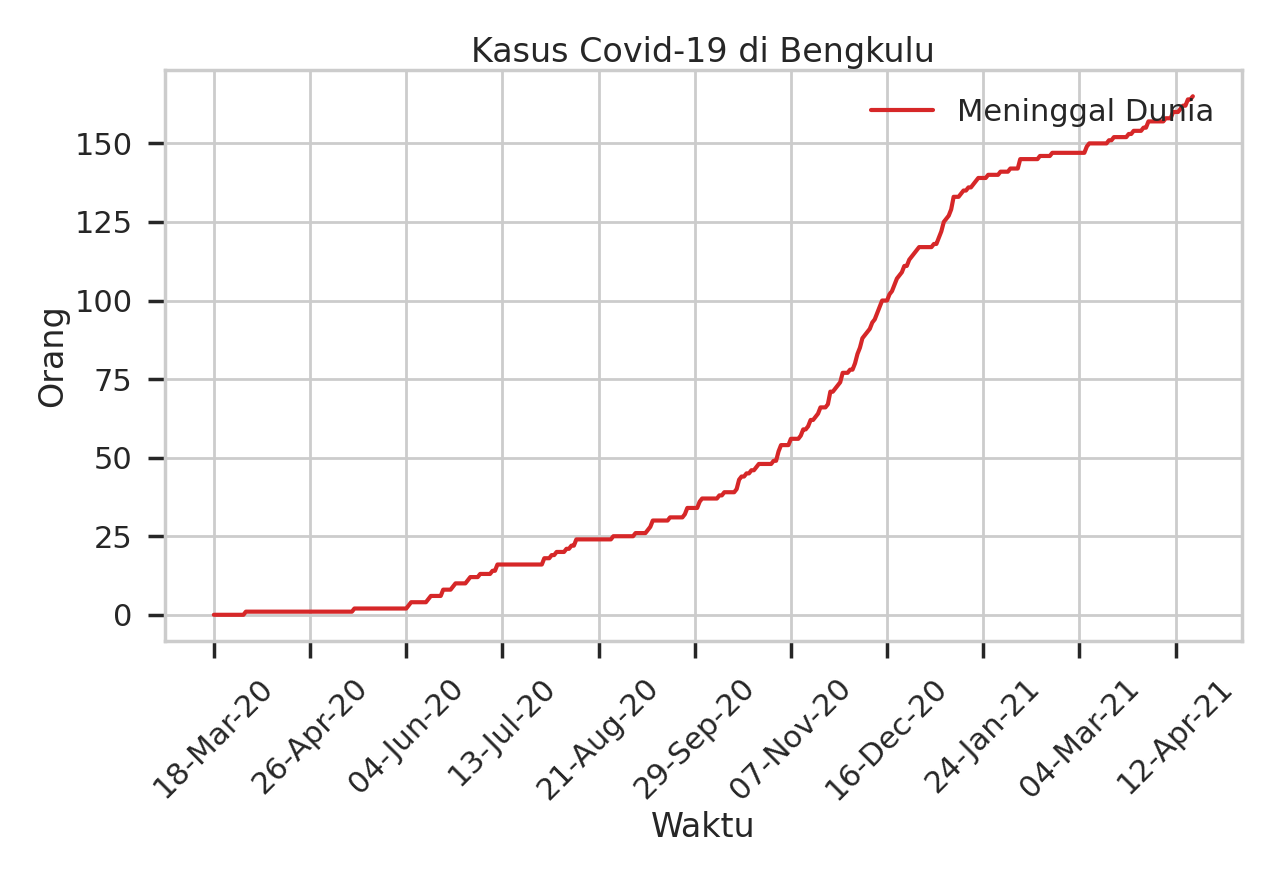 Kasus Covid-19 di Bengkulu
Meninggal Dunia
Orang
150
125
100
75
50
25
0
18-Mar-20
26-Apr-20
04-Jun-20
13-Jul-20
21-Aug-20
29-Sep-20
07-Nov-20
16-Dec-20
24-Jan-21
04-Mar-21
12-Apr-21
Waktu